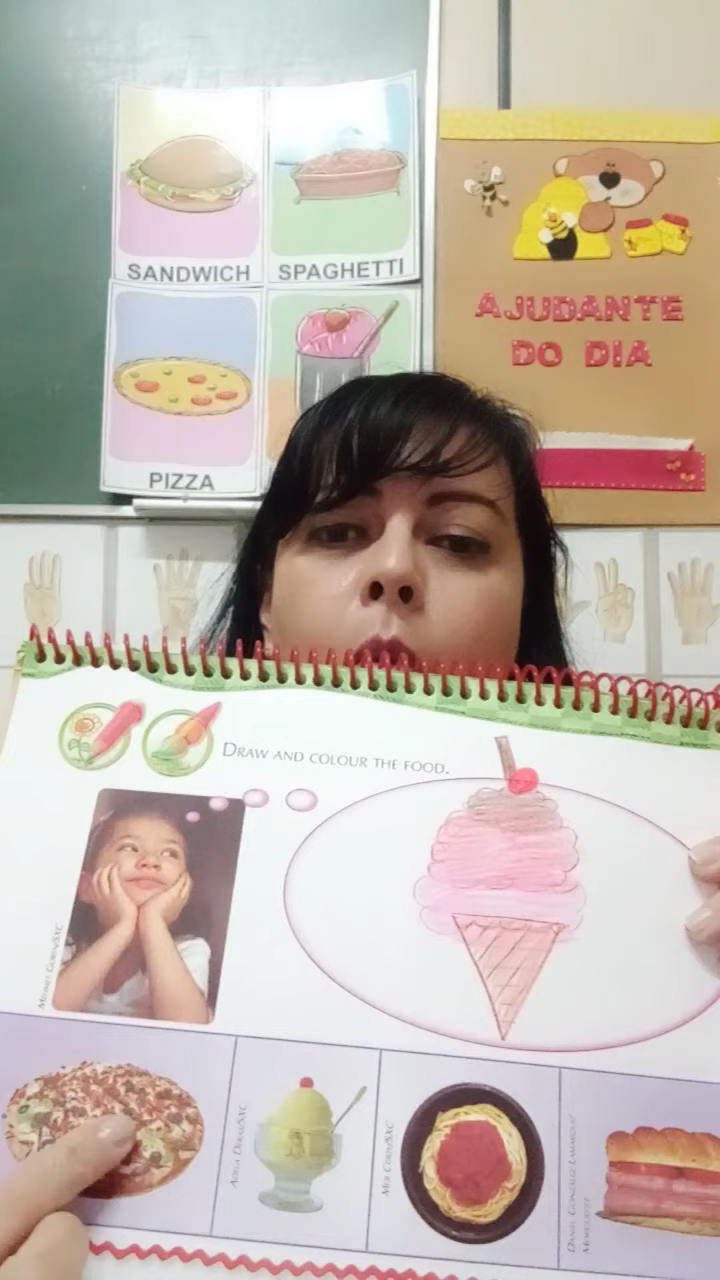 SANDWICH
SPAGHETTI
PIZZA
AJUDANTE
DO DIA
DRAW AND COLOUR THE FOOD.